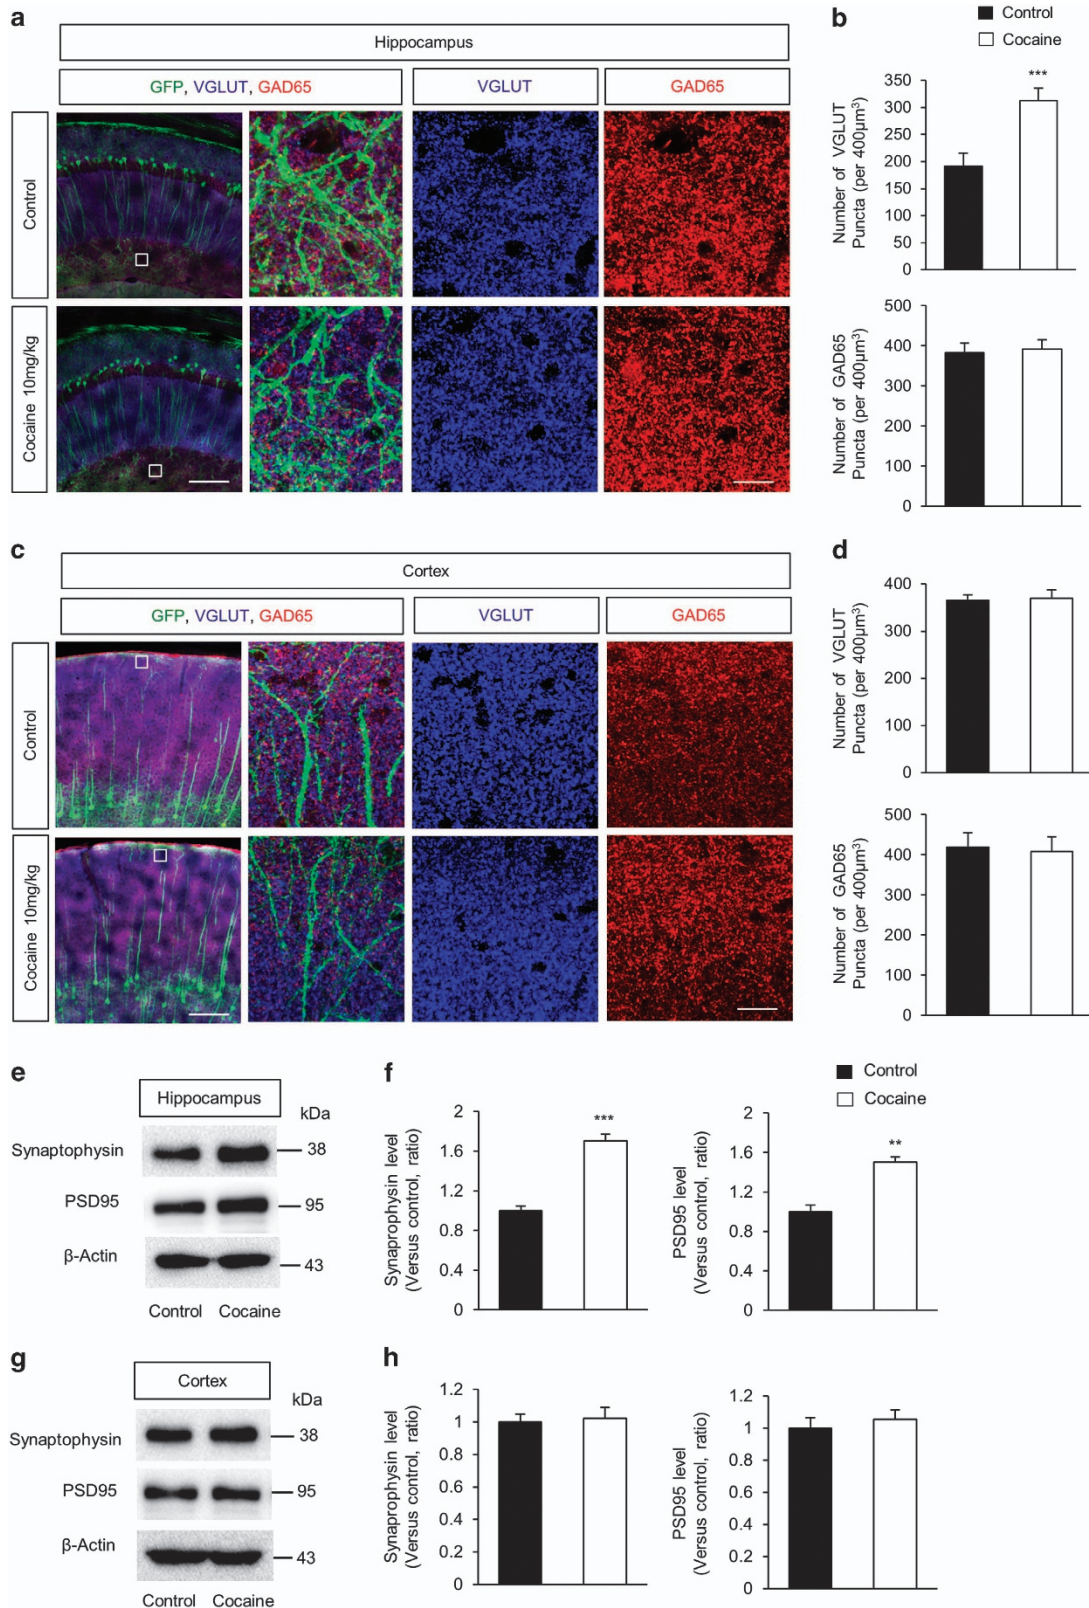 a
Hippocampus
GFP, VGLUT, GAD65
VGLUT
GAD65
Control
Cocaine 10mg/kg
b
Control
Cocaine
Number of VGLUT
Puncta (per 400µm³)
350
300
250
200
150
100
50
0
***
Number of GAD65
Puncta (per 400µm³)
500
400
300
200
100
0
c
Cortex
GFP, VGLUT, GAD65
VGLUT
GAD65
Control
Cocaine 10mg/kg
d
Number of VGLUT
Puncta (per 400µm³)
400
300
200
100
0
Number of GAD65
Puncta (per 400µm³)
500
400
300
200
100
0
e
Hippocampus
kDa
Synaptophysin
38
PSD95
95
β-Actin
43
Control Cocaine
f
Control
Cocaine
Synaprophysin level
(Versus control, ratio)
2
1.6
1.2
0.8
0.4
0
***
PSD95 level
(Versus control, ratio)
2
1.6
1.2
0.8
0.4
0
**
g
Cortex
kDa
Synaptophysin
38
PSD95
95
β-Actin
43
Control Cocaine
h
Synaprophysin level
(Versus control, ratio)
1.2
1
0.8
0.6
0.4
0.2
0
PSD95 level
(Versus control, ratio)
1.2
1
0.8
0.6
0.4
0.2
0